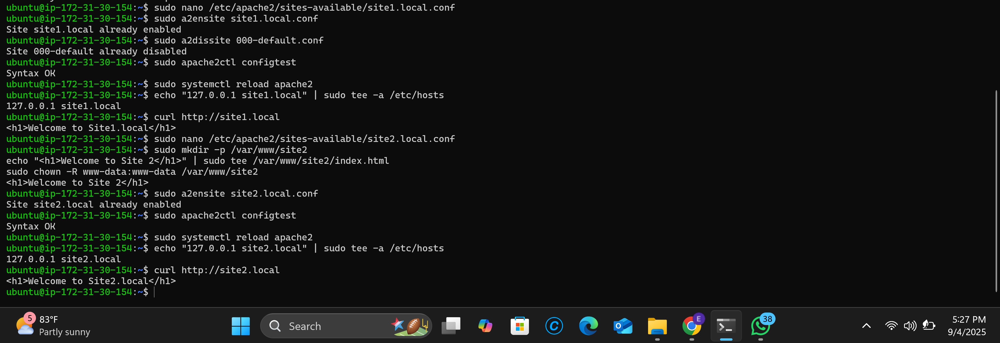 ubuntu@ip-172-31-30-154:~$ sudo nano /etc/apache2/sites-available/site1.local.conf
ubuntu@ip-172-31-30-154:~$ sudo a2ensite site1.local.conf
Site site1.local already enabled
ubuntu@ip-172-31-30-154:~$ sudo a2dissite 000-default.conf
Site 000-default already disabled
ubuntu@ip-172-31-30-154:~$ sudo apache2ctl configtest
Syntax OK
ubuntu@ip-172-31-30-154:~$ sudo systemctl reload apache2
ubuntu@ip-172-31-30-154:~$ echo "127.0.0.1 site1.local" | sudo tee -a /etc/hosts
127.0.0.1 site1.local
ubuntu@ip-172-31-30-154:~$ curl http://site1.local
<h1>Welcome to Site1.local</h1>
ubuntu@ip-172-31-30-154:~$ sudo nano /etc/apache2/sites-available/site2.local.conf
ubuntu@ip-172-31-30-154:~$ sudo mkdir -p /var/www/site2
echo "<h1>Welcome to Site 2</h1>" | sudo tee /var/www/site2/index.html
sudo chown -R www-data:www-data /var/www/site2
<h1>Welcome to Site 2</h1>
ubuntu@ip-172-31-30-154:~$ sudo a2ensite site2.local.conf
Site site2.local already enabled
ubuntu@ip-172-31-30-154:~$ sudo apache2ctl configtest
Syntax OK
ubuntu@ip-172-31-30-154:~$ sudo systemctl reload apache2
ubuntu@ip-172-31-30-154:~$ echo "127.0.0.1 site2.local" | sudo tee -a /etc/hosts
127.0.0.1 site2.local
ubuntu@ip-172-31-30-154:~$ curl http://site2.local
<h1>Welcome to Site2.local</h1>
ubuntu@ip-172-31-30-154:~$
5
83°F
Partly sunny
Search
C
O
E
38
5:27 PM
9/4/2025